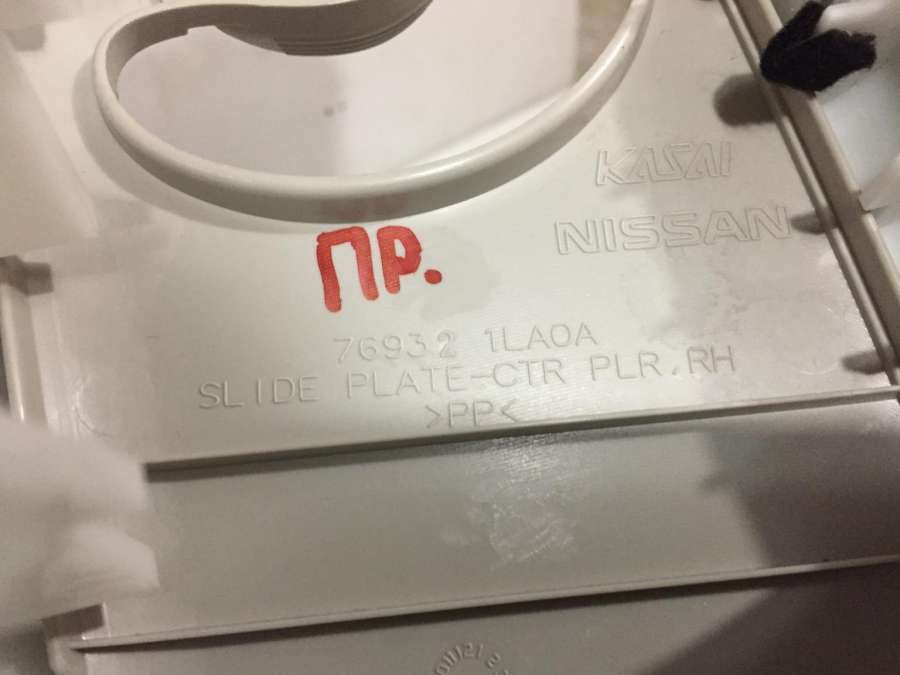 KASAI
NISSAN
ПР.
76932 1LA0A
SLIDE PLATE-CTR PLR,RH
>PP<